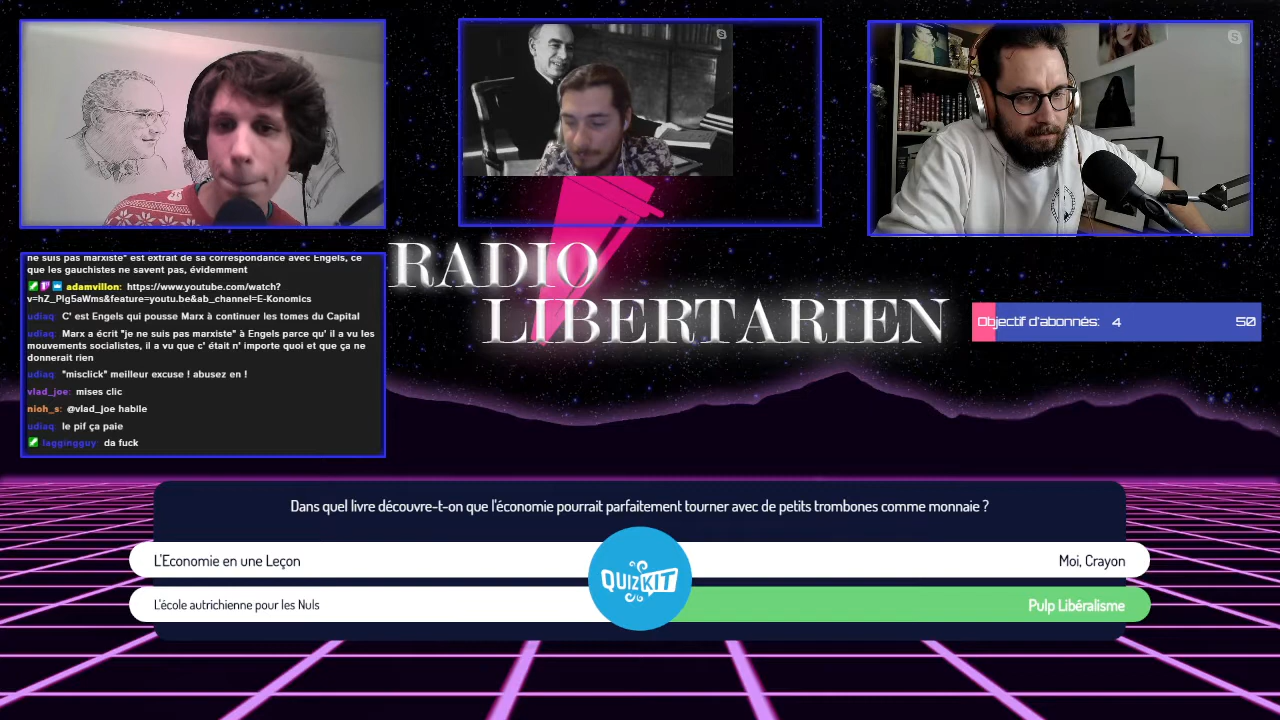 RADIO
LIBERTARIEN
ne suis pas marxiste" est extrait de sa correspondance avec Engels, ce
que les gauchistes ne savent pas, évidemment
adamvillon: https://www.youtube.com/watch?
v=hZ_PIg5aWms&feature=youtu.be&ab_channel=E-Konomics
udiaq: C' est Engels qui pousse Marx à continuer les tomes du Capital
udiaq: Marx a écrit "je ne suis pas marxiste" à Engels parce qu' il a vu les
mouvements socialistes, il a vu que c' était n' importe quoi et que ça ne
donnerait rien
udiaq: "misclick" meilleur excuse ! abusez en !
vlad_joe: mises clic
nioh_s: @vlad_joe habile
udiaq: le pif ça paie
laggingguy: da fuck
Objectif d'abonnés: 4 50
Dans quel livre découvre-t-on que l'économie pourrait parfaitement tourner avec de petits trombones comme monnaie ?
L'Economie en une Leçon
Moi, Crayon
QUIZKIT
L'école autrichienne pour les Nuls
Pulp Libéralisme